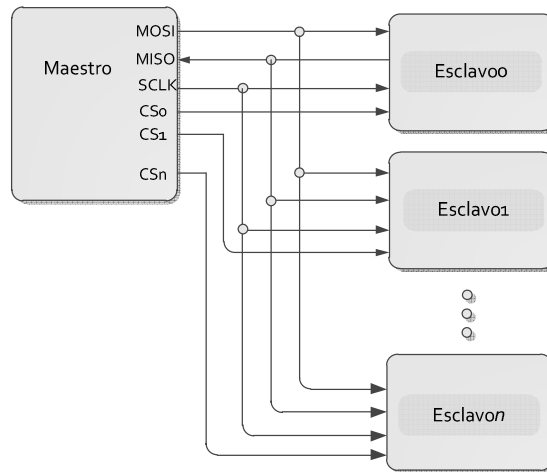 MOSI
MISO
SCLK
CS0
CS1
CSn
Maestro
Esclavo0
Esclavo1
Esclavon